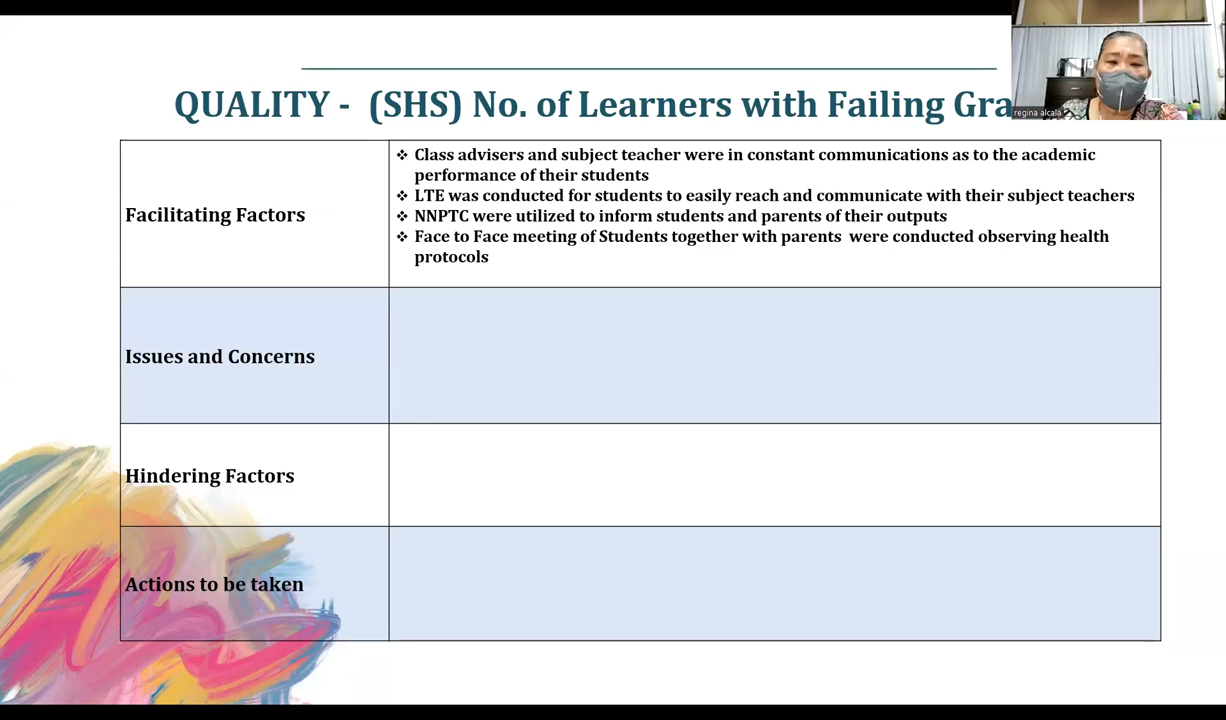 QUALITY -  (SHS) No. of Learners with Failing Gra
regina alcala
Facilitating Factors
❖ Class advisers and subject teacher were in constant communications as to the academic
performance of their students
❖ LTE was conducted for students to easily reach and communicate with their subject teachers
❖ NNPTC were utilized to inform students and parents of their outputs
❖ Face to Face meeting of Students together with parents  were conducted observing health
protocols
Issues and Concerns
Hindering Factors
Actions to be taken